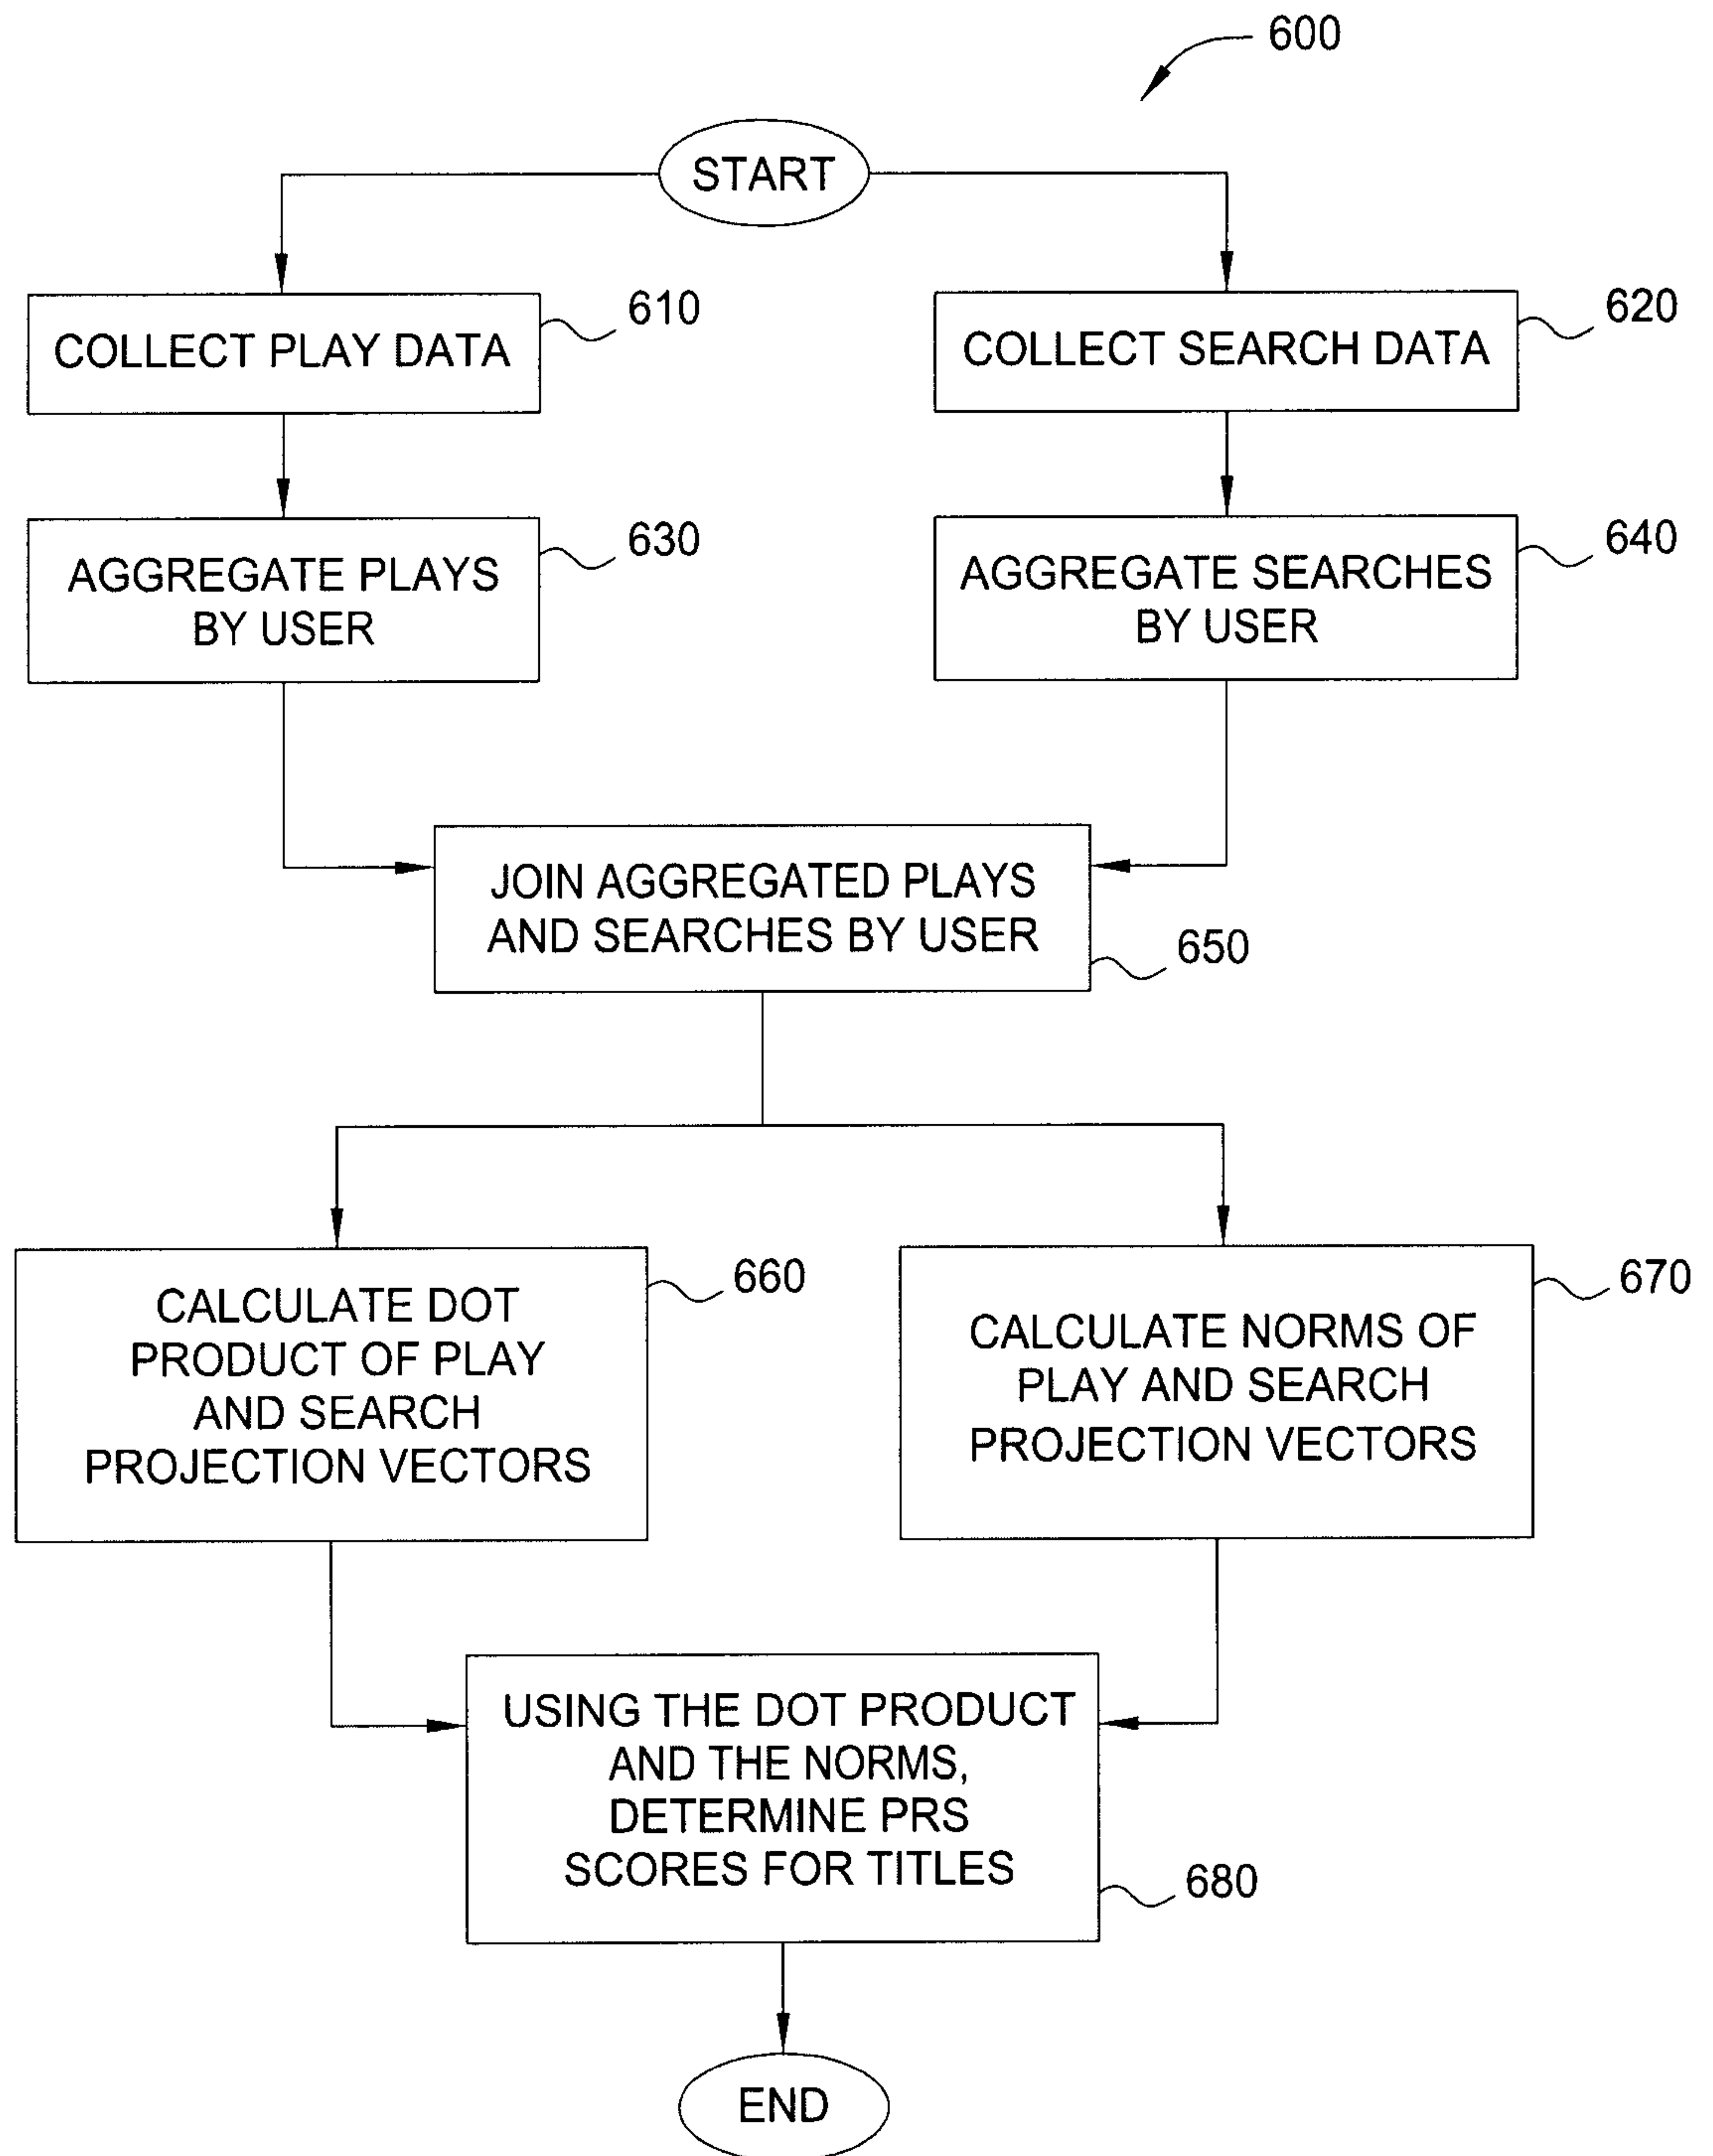 600
START
COLLECT PLAY DATA
610
COLLECT SEARCH DATA
620
AGGREGATE PLAYS
BY USER
630
AGGREGATE SEARCHES
BY USER
640
JOIN AGGREGATED PLAYS
AND SEARCHES BY USER
650
CALCULATE DOT
PRODUCT OF PLAY
AND SEARCH
PROJECTION VECTORS
660
CALCULATE NORMS OF
PLAY AND SEARCH
PROJECTION VECTORS
670
USING THE DOT PRODUCT
AND THE NORMS,
DETERMINE PRS
SCORES FOR TITLES
680
END